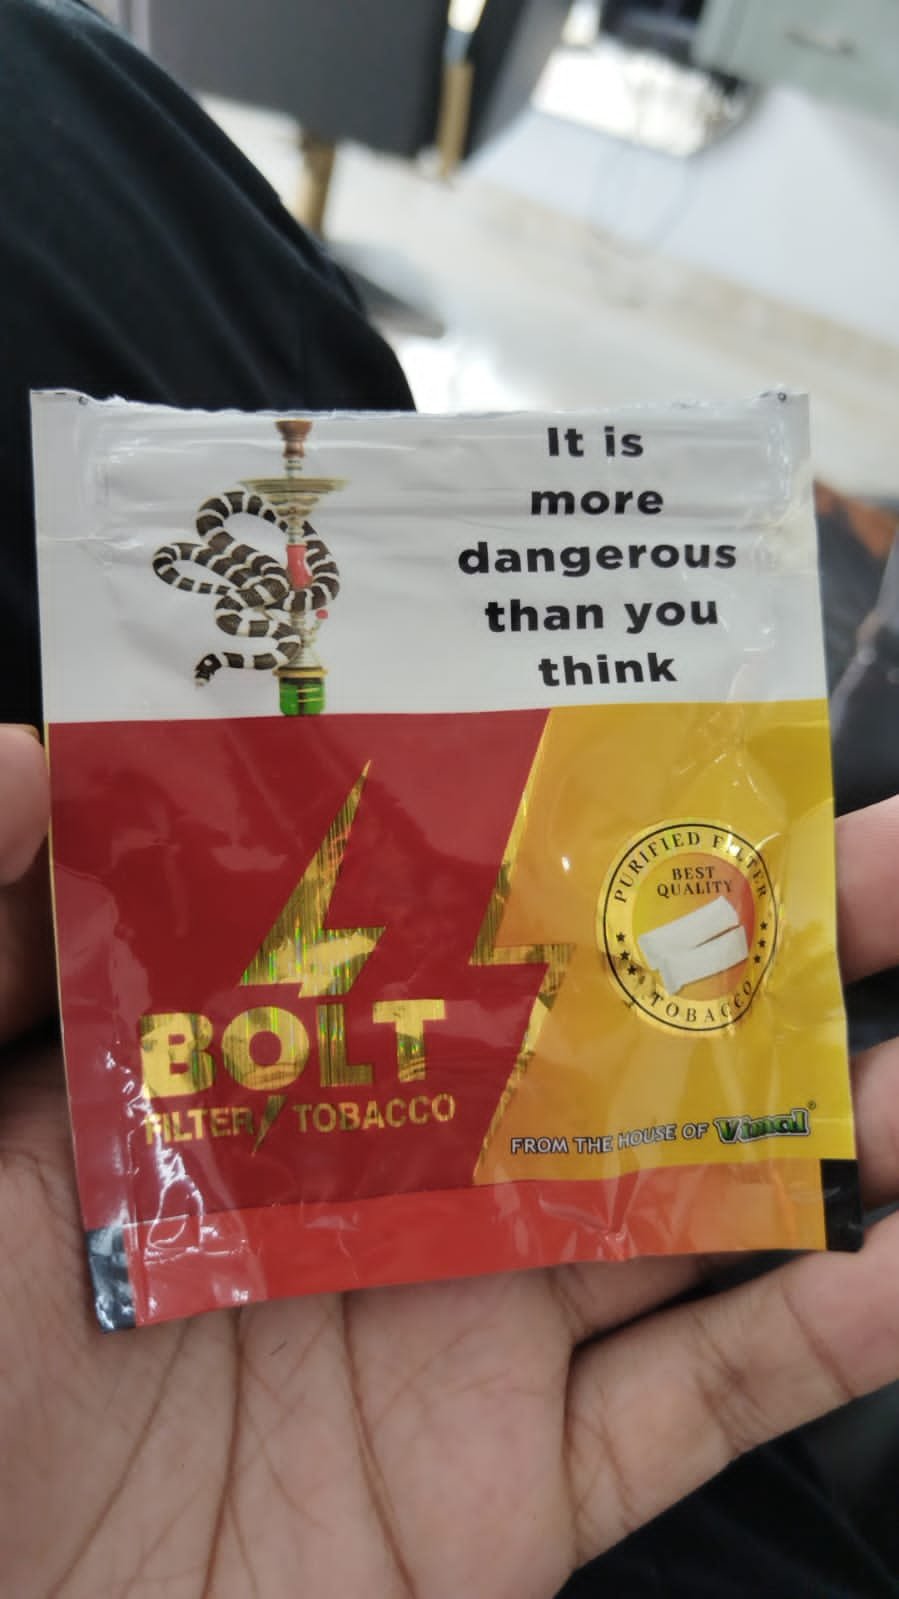 It is
more
dangerous
than you
think
PURIFIED FILTER
BEST
QUALITY
TOBACCO
BOLT
FILTER TOBACCO
FROM THE HOUSE OF Vimal®